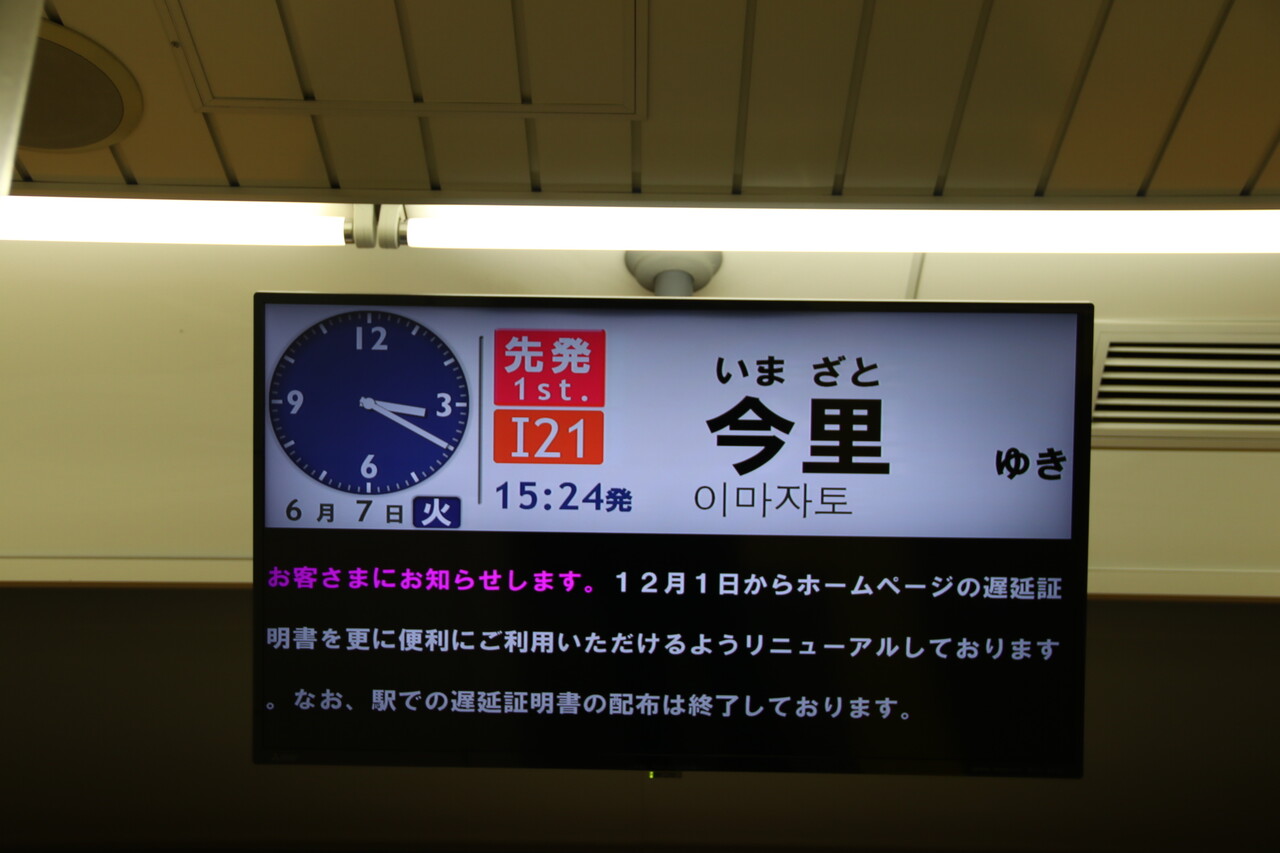 12
9
3
6
6月 7日 火
先発
1st.
I21
15:24発
いま ざと
今里
ゆき
이마자토
お客さまにお知らせします。12月1日からホームページの遅延証
明書を更に便利にご利用いただけるようリニューアルしております
。なお、駅での遅延証明書の配布は終了しております。